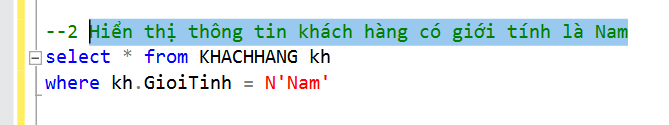 --2 Hiển thị thông tin khách hàng có giới tính là Nam
select * from KHACHHANG kh
where kh.GioiTinh = N'Nam'